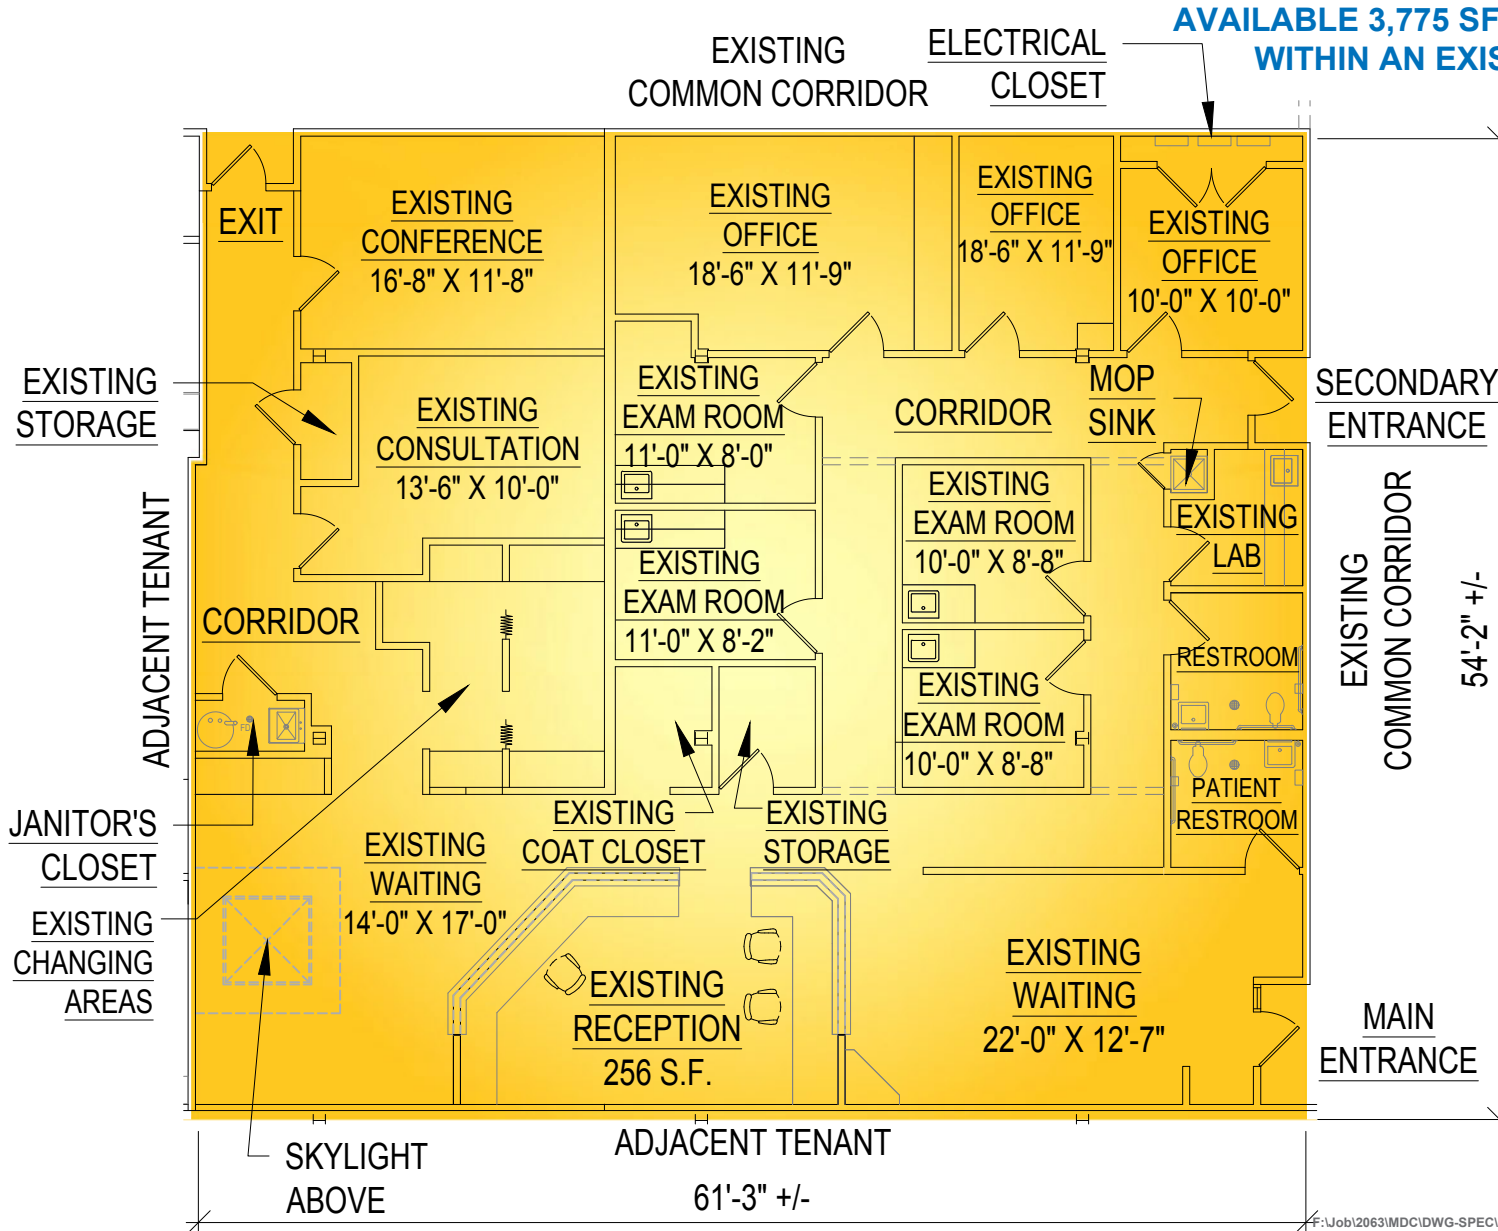 AVAILABLE 3,775 SF
WITHIN AN EXIS
EXISTING
COMMON CORRIDOR
ELECTRICAL
CLOSET
EXIT
EXISTING
CONFERENCE
16'-8" X 11'-8"
EXISTING
OFFICE
18'-6" X 11'-9"
EXISTING
OFFICE
18'-6" X 11'-9"
EXISTING
OFFICE
10'-0" X 10'-0"
EXISTING
STORAGE
EXISTING
CONSULTATION
13'-6" X 10'-0"
EXISTING
EXAM ROOM
11'-0" X 8'-0"
CORRIDOR
MOP
SINK
SECONDARY
ENTRANCE
EXISTING
EXAM ROOM
10'-0" X 8'-8"
EXISTING
LAB
EXISTING
COMMON CORRIDOR
54'-2" +/-
ADJACENT TENANT
EXISTING
EXAM ROOM
11'-0" X 8'-2"
CORRIDOR
RESTROOM
FD
EXISTING
EXAM ROOM
10'-0" X 8'-8"
PATIENT
RESTROOM
JANITOR'S
CLOSET
EXISTING
WAITING
14'-0" X 17'-0"
EXISTING
COAT CLOSET
EXISTING
STORAGE
EXISTING
CHANGING
AREAS
EXISTING
RECEPTION
256 S.F.
EXISTING
WAITING
22'-0" X 12'-7"
MAIN
ENTRANCE
SKYLIGHT
ABOVE
ADJACENT TENANT
61'-3" +/-
F:\Job\2063\MDC\DWG-SPEC\